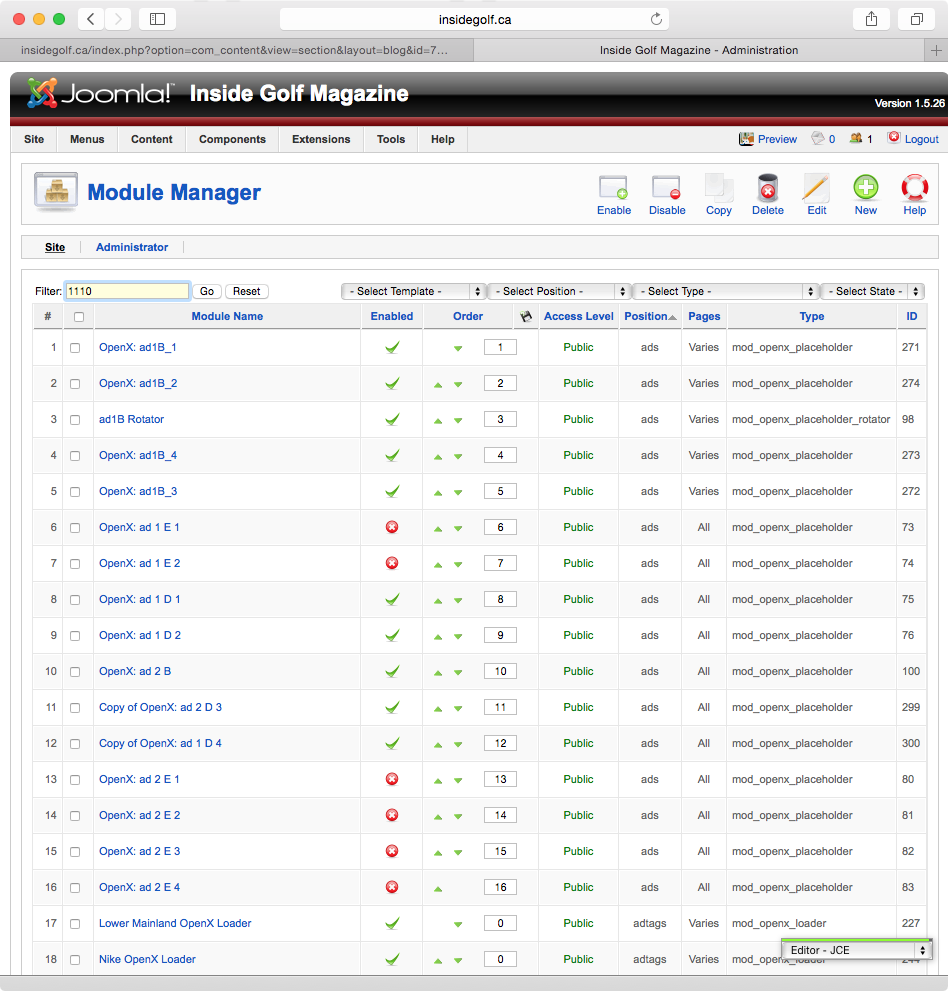 insidegolf.ca
insidegolf.ca/index.php?option=com_content&view=section&layout=blog&id=7...
Inside Golf Magazine - Administration
Joomla!™ Inside Golf Magazine
Version 1.5.26
Site Menus Content Components Extensions Tools Help Preview 0 1 Logout
Module Manager
Enable Disable Copy Delete Edit New Help
Site Administrator
Filter: 1110 Go Reset - Select Template - - Select Position - - Select Type - - Select State -
# Module Name Enabled Order Access Level Position Pages Type ID
1 OpenX: ad1B_1 1 Public ads Varies mod_openx_placeholder 271
2 OpenX: ad1B_2 2 Public ads Varies mod_openx_placeholder 274
3 ad1B Rotator 3 Public ads Varies mod_openx_placeholder_rotator 98
4 OpenX: ad1B_4 4 Public ads Varies mod_openx_placeholder 273
5 OpenX: ad1B_3 5 Public ads Varies mod_openx_placeholder 272
6 OpenX: ad 1 E 1 6 Public ads All mod_openx_placeholder 73
7 OpenX: ad 1 E 2 7 Public ads All mod_openx_placeholder 74
8 OpenX: ad 1 D 1 8 Public ads All mod_openx_placeholder 75
9 OpenX: ad 1 D 2 9 Public ads All mod_openx_placeholder 76
10 OpenX: ad 2 B 10 Public ads All mod_openx_placeholder 100
11 Copy of OpenX: ad 2 D 3 11 Public ads All mod_openx_placeholder 299
12 Copy of OpenX: ad 1 D 4 12 Public ads All mod_openx_placeholder 300
13 OpenX: ad 2 E 1 13 Public ads All mod_openx_placeholder 80
14 OpenX: ad 2 E 2 14 Public ads All mod_openx_placeholder 81
15 OpenX: ad 2 E 3 15 Public ads All mod_openx_placeholder 82
16 OpenX: ad 2 E 4 16 Public ads All mod_openx_placeholder 83
17 Lower Mainland OpenX Loader 0 Public adtags Varies mod_openx_loader 227
Editor - JCE
18 Nike OpenX Loader 0 Public adtags Varies mod_openx_loader 244